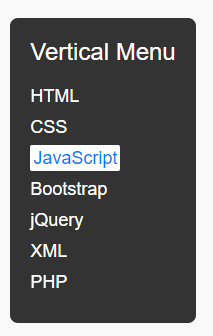 Vertical Menu
HTML
CSS
JavaScript
Bootstrap
jQuery
XML
PHP